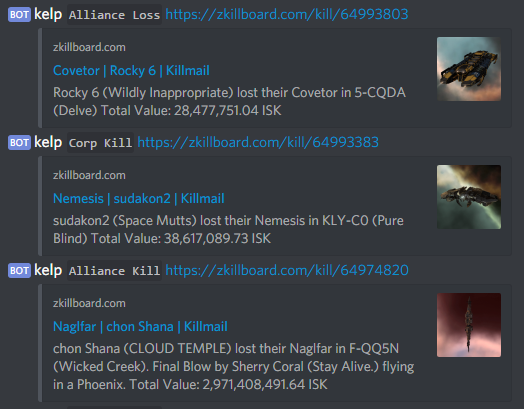 BOT kelp Alliance Loss https://zkillboard.com/kill/64993803
zkillboard.com
Covetor | Rocky 6 | Killmail
Rocky 6 (Wildly Inappropriate) lost their Covetor in 5-CQDA
(Delve) Total Value: 28,477,751.04 ISK
BOT kelp Corp Kill https://zkillboard.com/kill/64993383
zkillboard.com
Nemesis | sudakon2 | Killmail
sudakon2 (Space Mutts) lost their Nemesis in KLY-C0 (Pure
Blind) Total Value: 38,617,089.73 ISK
BOT kelp Alliance Kill https://zkillboard.com/kill/64974820
zkillboard.com
Naglfar | chon Shana | Killmail
chon Shana (CLOUD TEMPLE) lost their Naglfar in F-QQ5N
(Wicked Creek). Final Blow by Sherry Coral (Stay Alive.) flying
in a Phoenix. Total Value: 2,971,408,491.64 ISK